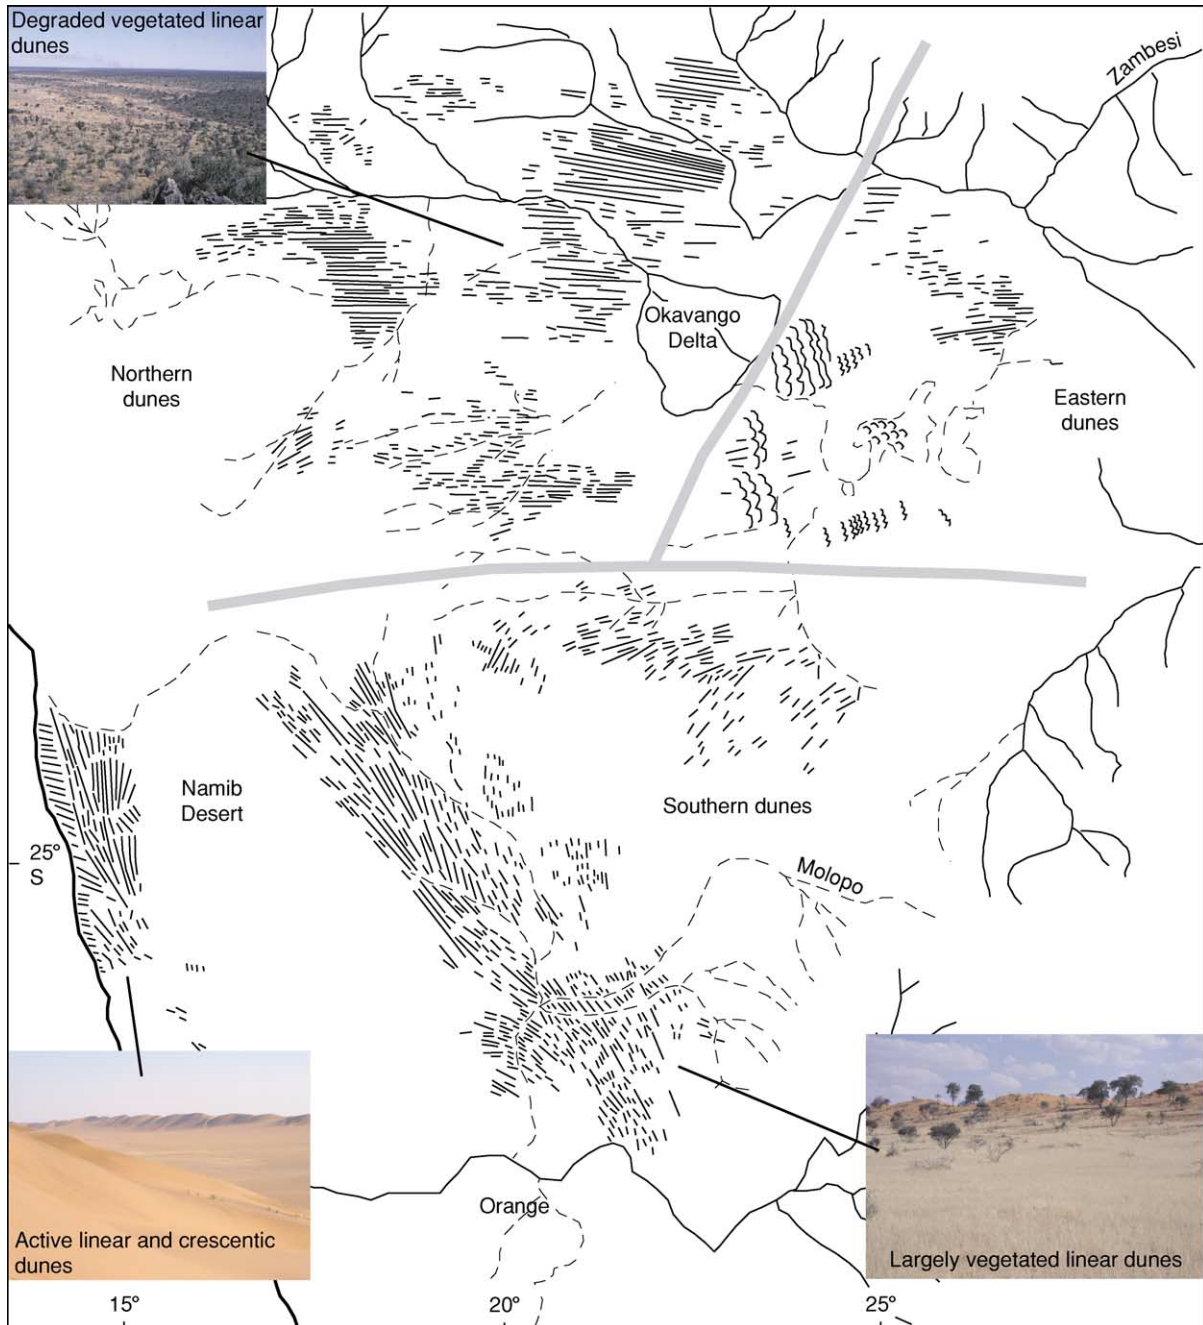 Degraded vegetated linear
dunes
Zambesi
Okavango
Delta
Northern
dunes
Eastern
dunes
Namib
Desert
Southern dunes
25°
S
Molopo
Orange
Active linear and crescentic
dunes
Largely vegetated linear dunes
15°
20°
25°